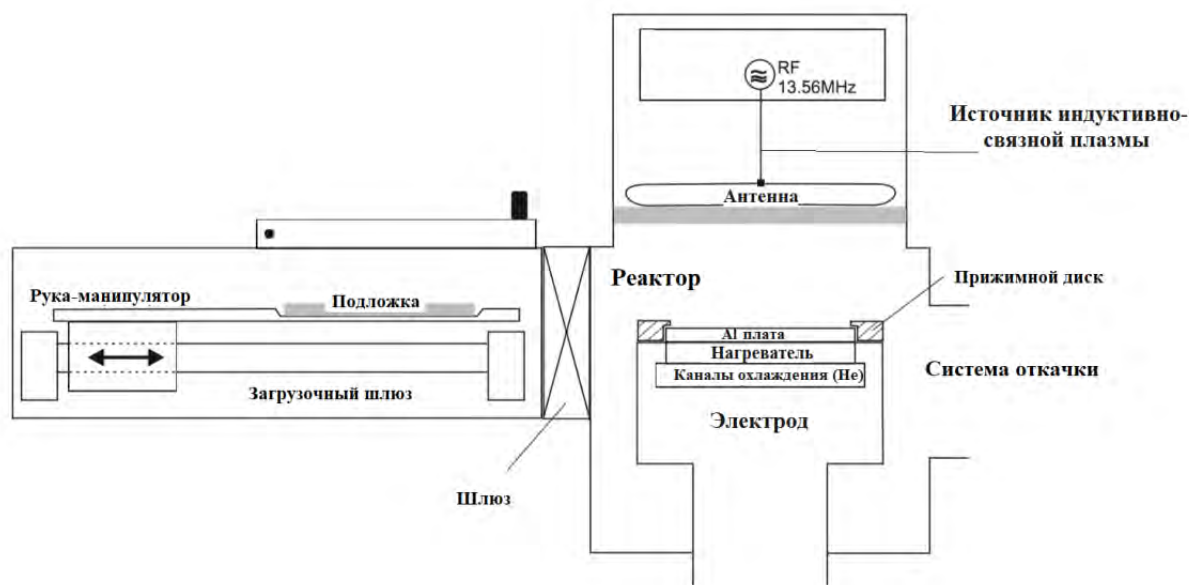 RF
13.56MHz
Источник индуктивно-
связной плазмы
Антенна
Реактор
Прижимной диск
Рука-манипулятор
Подложка
Al плата
Нагреватель
Каналы охлаждения (He)
Система откачки
Загрузочный шлюз
Электрод
Шлюз